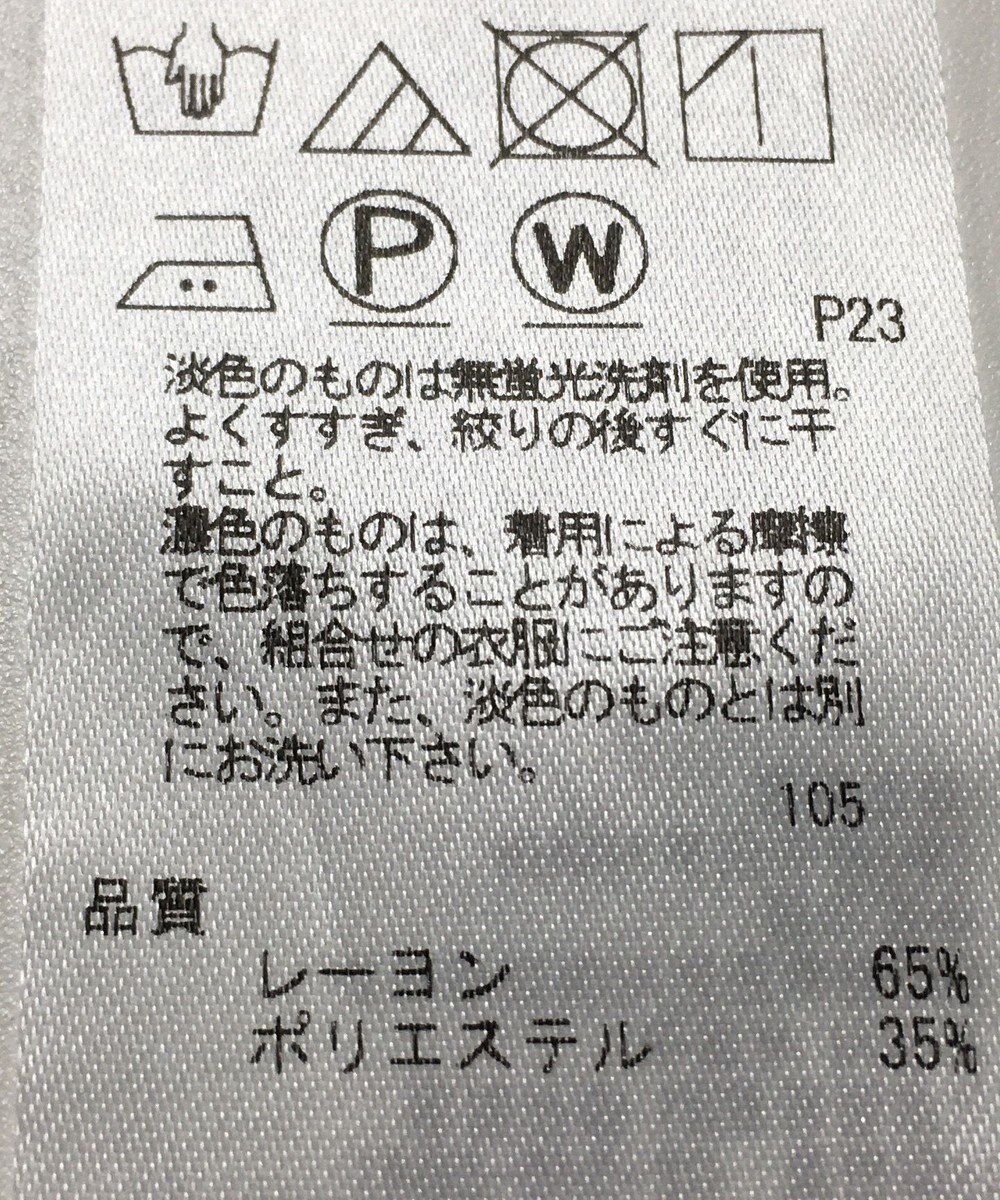 P W
P23
淡色のものは無蛍光洗剤を使用。
よくすすぎ、絞りの後すぐに干
すこと。
濃色のものは、着用による摩擦
で色落ちすることがありますの
で、組合せの衣服にご注意くだ
さい。また、淡色のものとは別
にお洗い下さい。
105
品質
レーヨン 65%
ポリエステル 35%